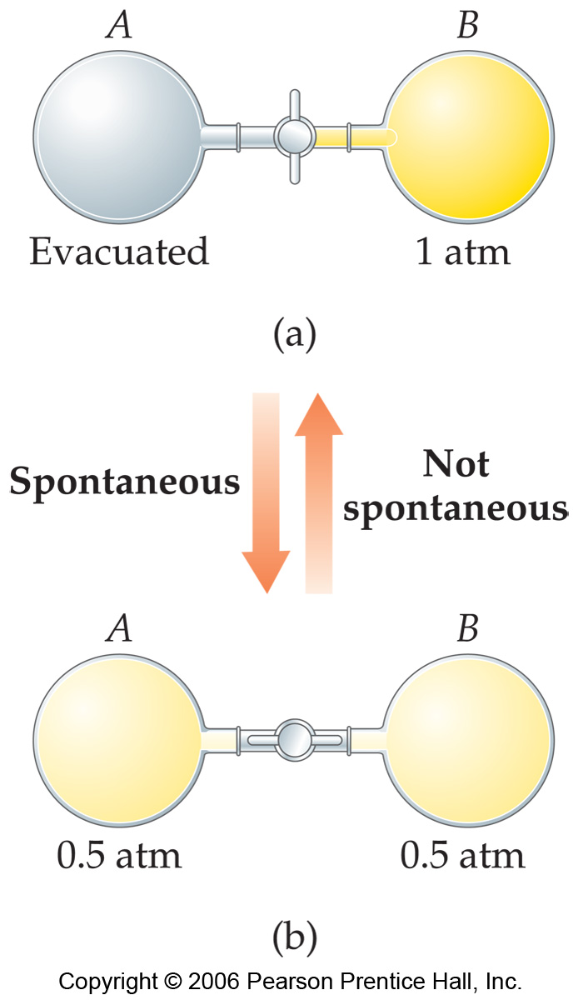 A B
Evacuated 1 atm
(a)
Spontaneous
Not
spontaneous
A B
0.5 atm 0.5 atm
(b)
Copyright © 2006 Pearson Prentice Hall, Inc.